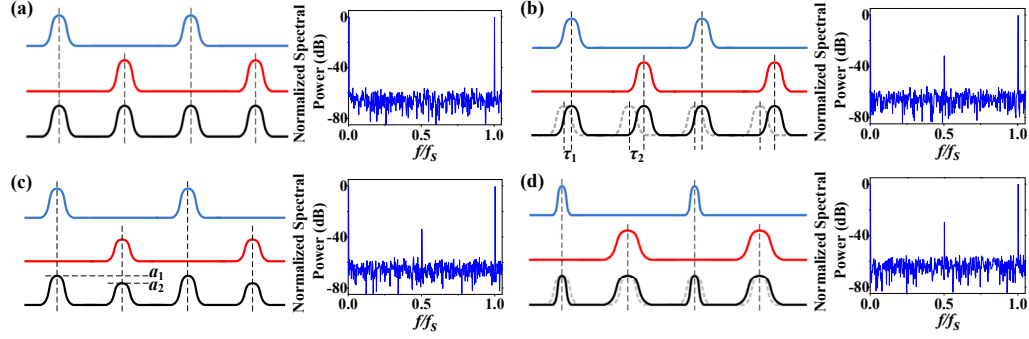 (a)
Normalized Spectral
Power (dB)
0
-40
-80
0.0
0.5
1.0
f/fs
(b)
τ1
τ2
Normalized Spectral
Power (dB)
0
-40
-80
0.0
0.5
1.0
f/fs
(c)
a1
a2
Normalized Spectral
Power (dB)
0
-40
-80
0.0
0.5
1.0
f/fs
(d)
Normalized Spectral
Power (dB)
0
-40
-80
0.0
0.5
1.0
f/fs